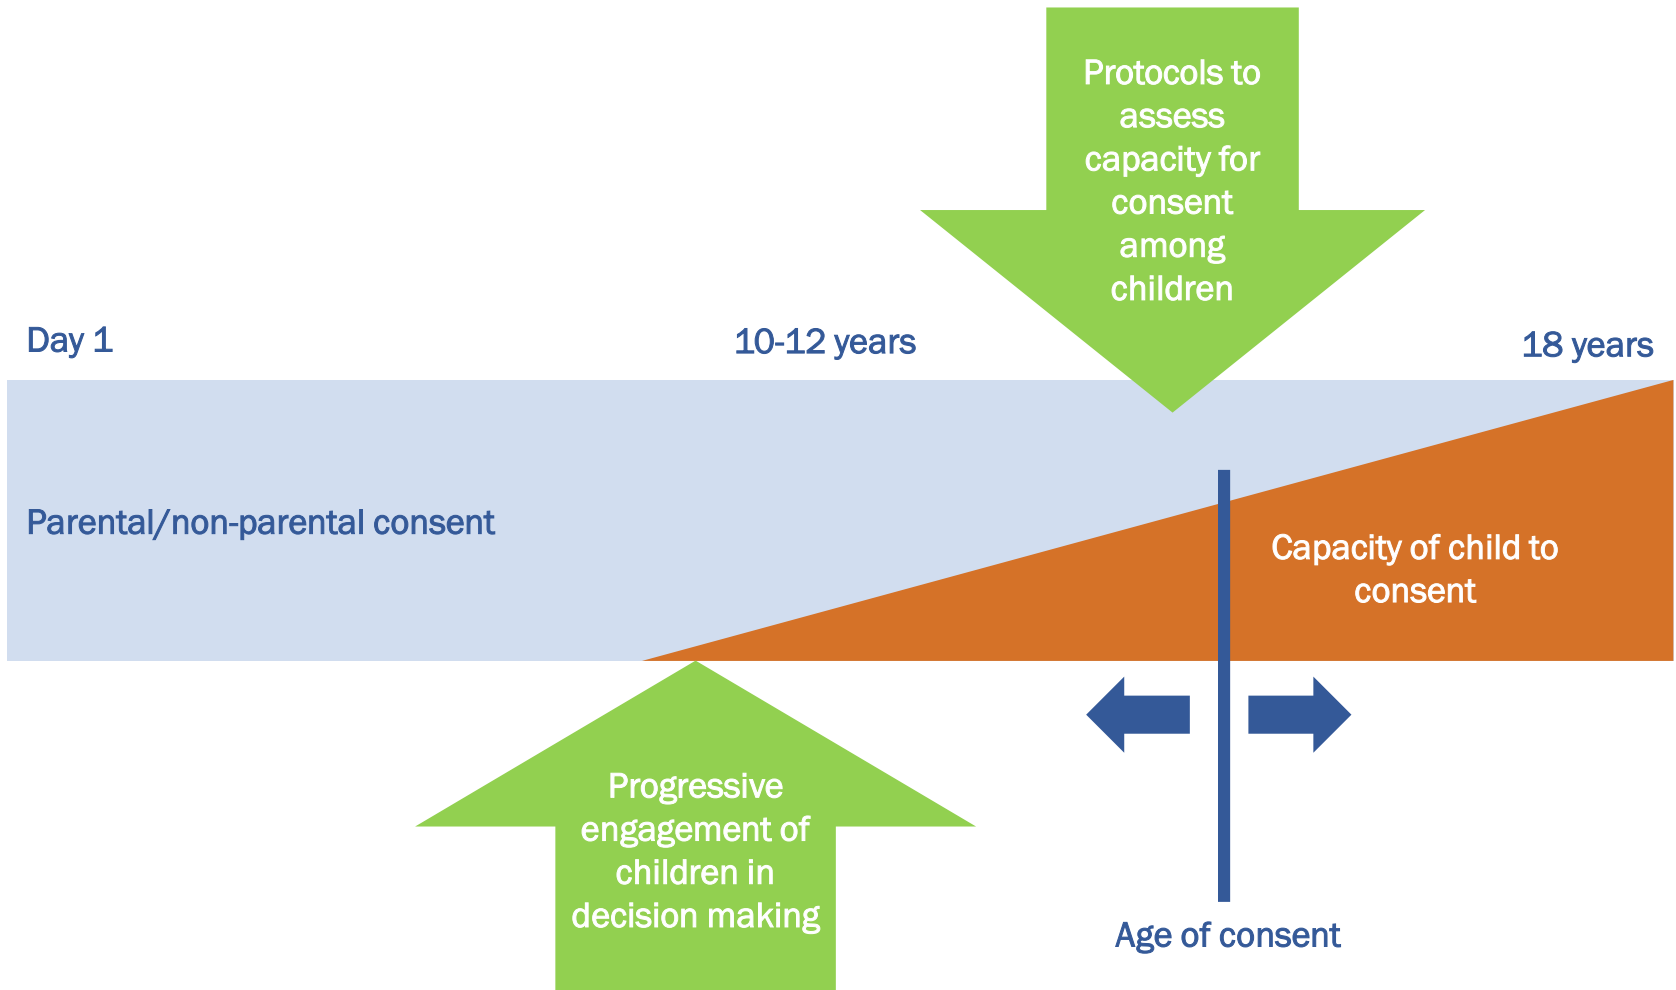 Protocols to
assess
capacity for
consent
among
children
Day 1
10-12 years
18 years
Parental/non-parental consent
Capacity of child to
consent
Progressive
engagement of
children in
decision making
Age of consent